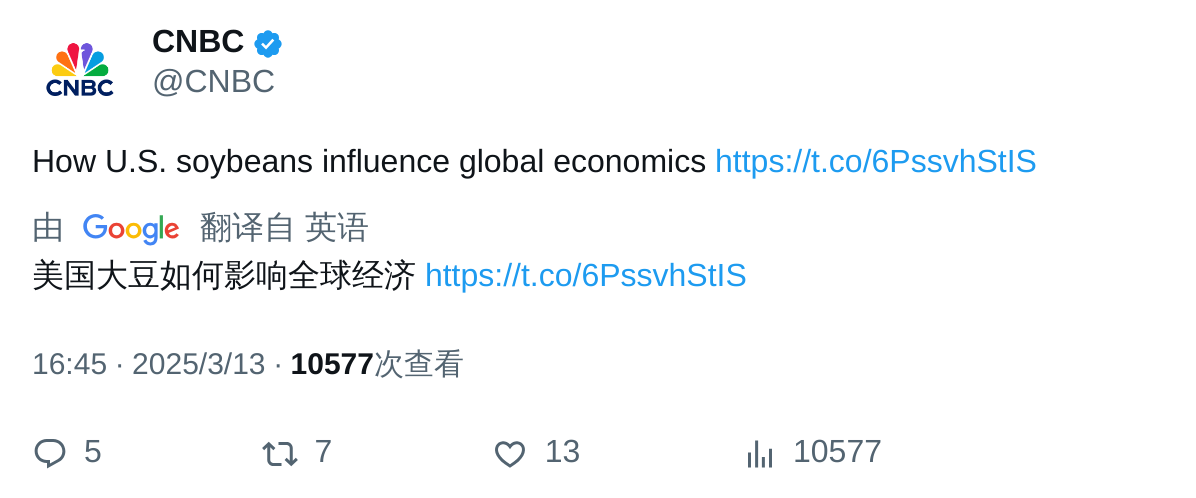 CNBC
CNBC
@CNBC
How U.S. soybeans influence global economics https://t.co/6PssvhStIS
由 Google 翻译自 英语
美国大豆如何影响全球经济 https://t.co/6PssvhStIS
16:45 · 2025/3/13 · 10577次查看
5 7 13 10577